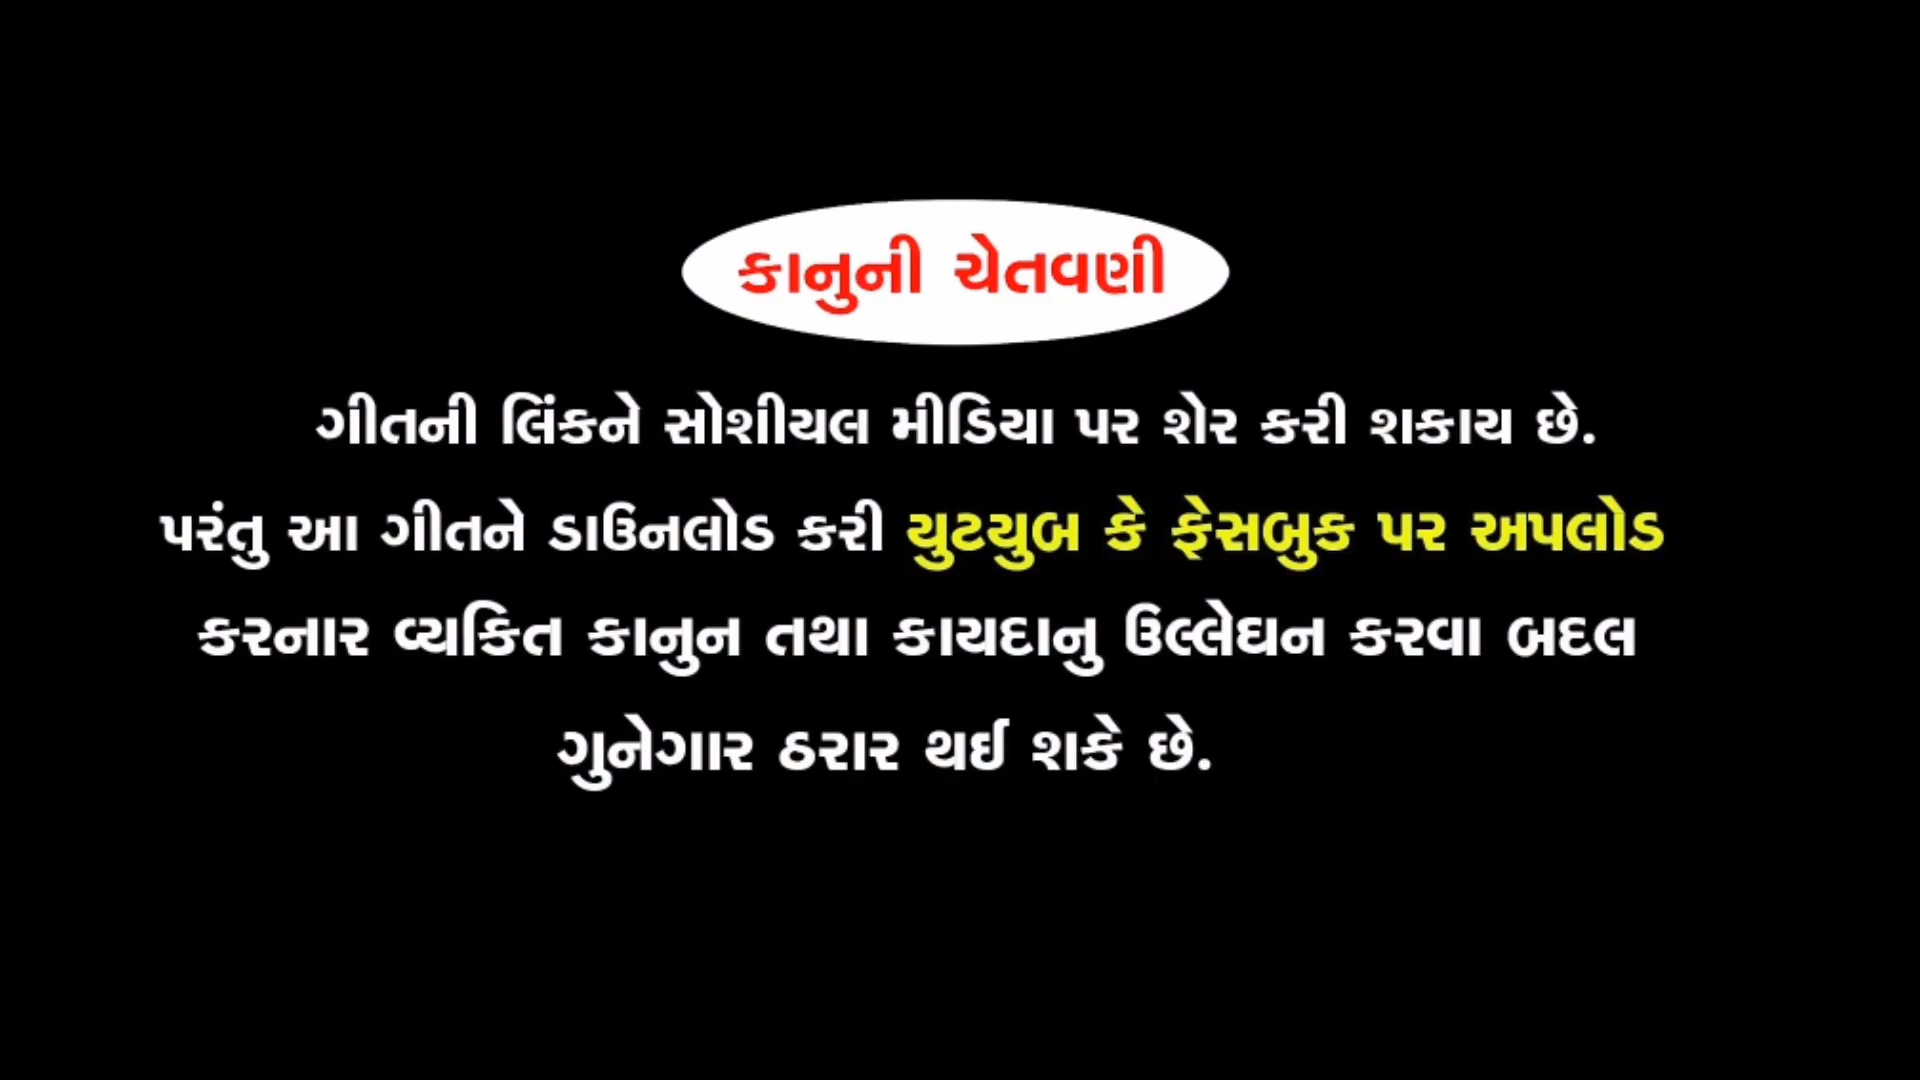 કાનુની ચેતવણી
ગીતની લિંકને સોશીયલ મીડિયા પર શેર કરી શકાય છે.
પરંતુ આ ગીતને ડાઉનલોડ કરી યુટયુબ કે ફેસબુક પર અપલોડ
કરનાર વ્યકિત કાનુન તથા કાયદાનુ ઉલ્લેઘન કરવા બદલ
ગુનેગાર ઠરાર થઈ શકે છે.